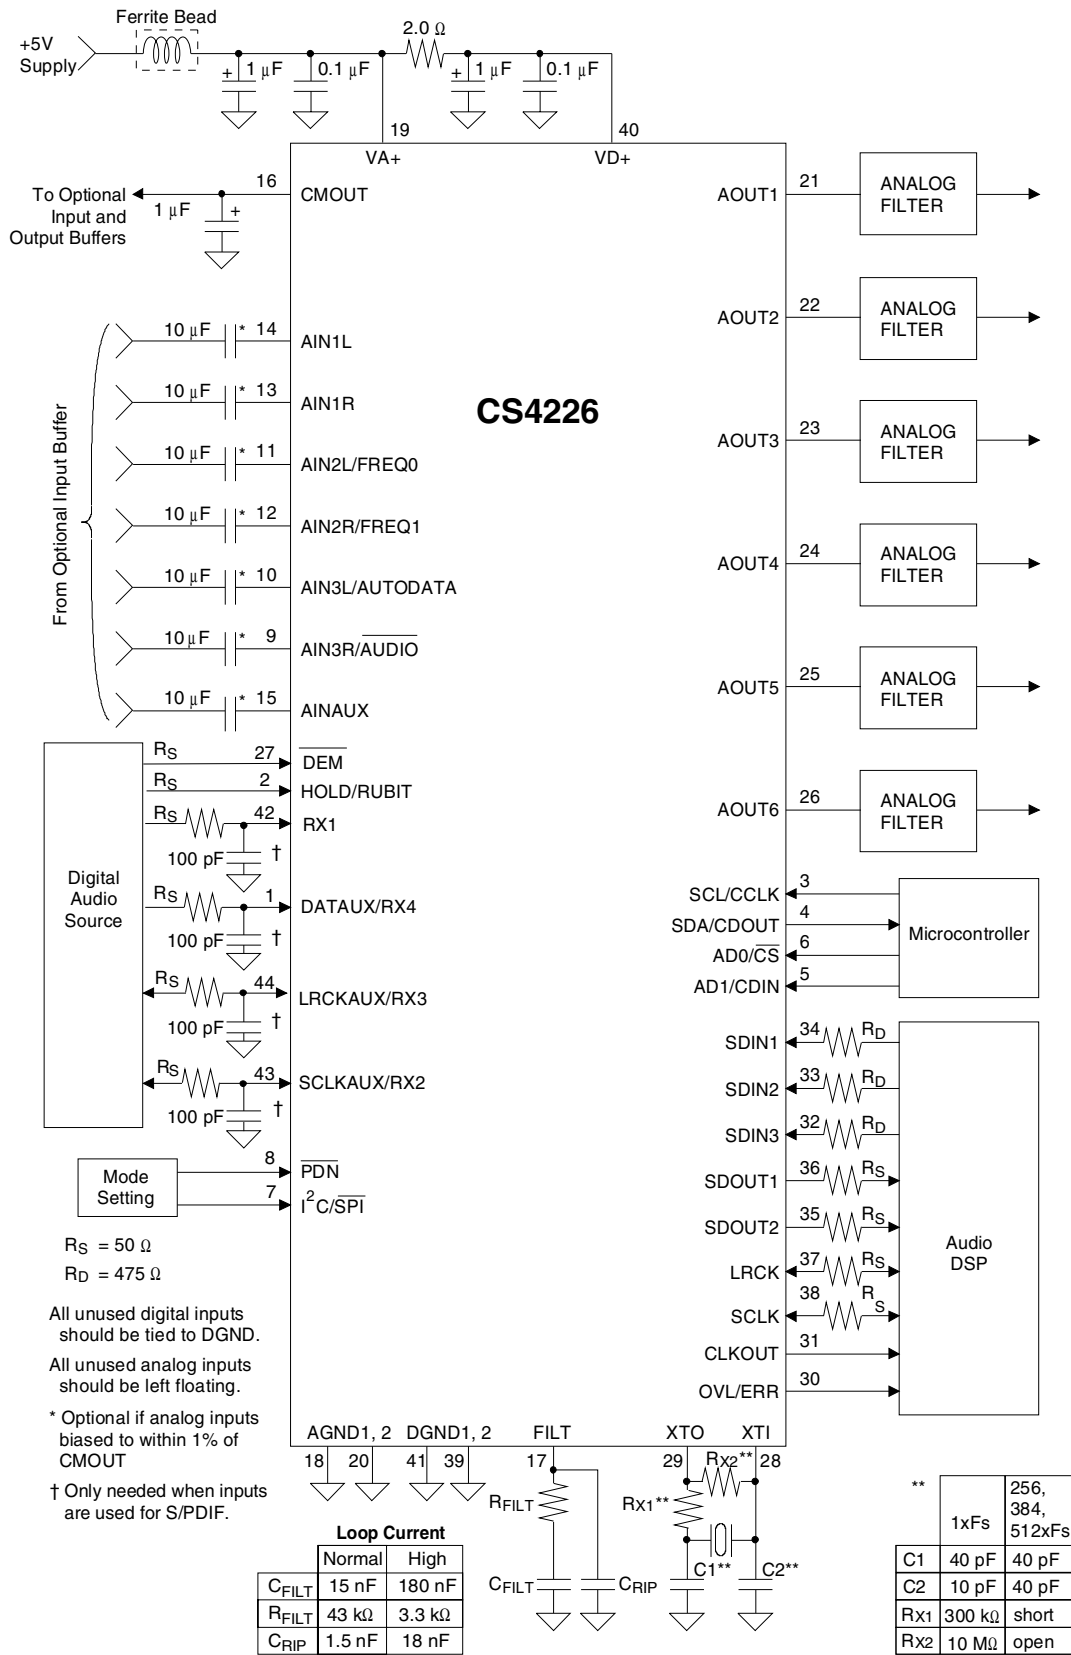 Ferrite Bead
+5V
Supply
+ 1 µF
0.1 µF
2.0 Ω
+ 1 µF
0.1 µF
19
40
VA+
VD+
To Optional
Input and
Output Buffers
1 µF
+
16
CMOUT
From Optional Input Buffer
10 µF * 14 AIN1L
10 µF * 13 AIN1R
10 µF * 11 AIN2L/FREQ0
10 µF * 12 AIN2R/FREQ1
10 µF * 10 AIN3L/AUTODATA
10 µF * 9 AIN3R/A̅U̅D̅I̅O̅
10 µF * 15 AINAUX
CS4226
AOUT1 21 ANALOG
FILTER
AOUT2 22 ANALOG
FILTER
AOUT3 23 ANALOG
FILTER
AOUT4 24 ANALOG
FILTER
AOUT5 25 ANALOG
FILTER
AOUT6 26 ANALOG
FILTER
Digital
Audio
Source
RS 27 D̅E̅M̅
RS 2 HOLD/RUBIT
RS 42 RX1
100 pF †
RS 1 DATAUX/RX4
100 pF †
RS 44 LRCKAUX/RX3
100 pF †
RS 43 SCLKAUX/RX2
100 pF †
Mode
Setting
8 P̅D̅N̅
7 I²C/S̅P̅I̅
SCL/CCLK 3
SDA/CDOUT 4
AD0/C̅S̅ 6
AD1/CDIN 5
Microcontroller
SDIN1 34 RD
SDIN2 33 RD
SDIN3 32 RD
SDOUT1 36 RS
SDOUT2 35 RS
LRCK 37 RS
SCLK 38 RS
CLKOUT 31
OVL/ERR 30
Audio
DSP
RS = 50 Ω
RD = 475 Ω
All unused digital inputs
should be tied to DGND.
All unused analog inputs
should be left floating.
* Optional if analog inputs
biased to within 1% of
CMOUT
† Only needed when inputs
are used for S/PDIF.
AGND1, 2 DGND1, 2 FILT XTO XTI
18 20 41 39 17 29 28
RFILT
CFILT
CRIP
RX2**
RX1**
C1**
C2**
Loop Current
Normal High
CFILT 15 nF 180 nF
RFILT 43 kΩ 3.3 kΩ
CRIP 1.5 nF 18 nF
** 1xFs 256,
384,
512xFs
C1 40 pF 40 pF
C2 10 pF 40 pF
RX1 300 kΩ short
RX2 10 MΩ open